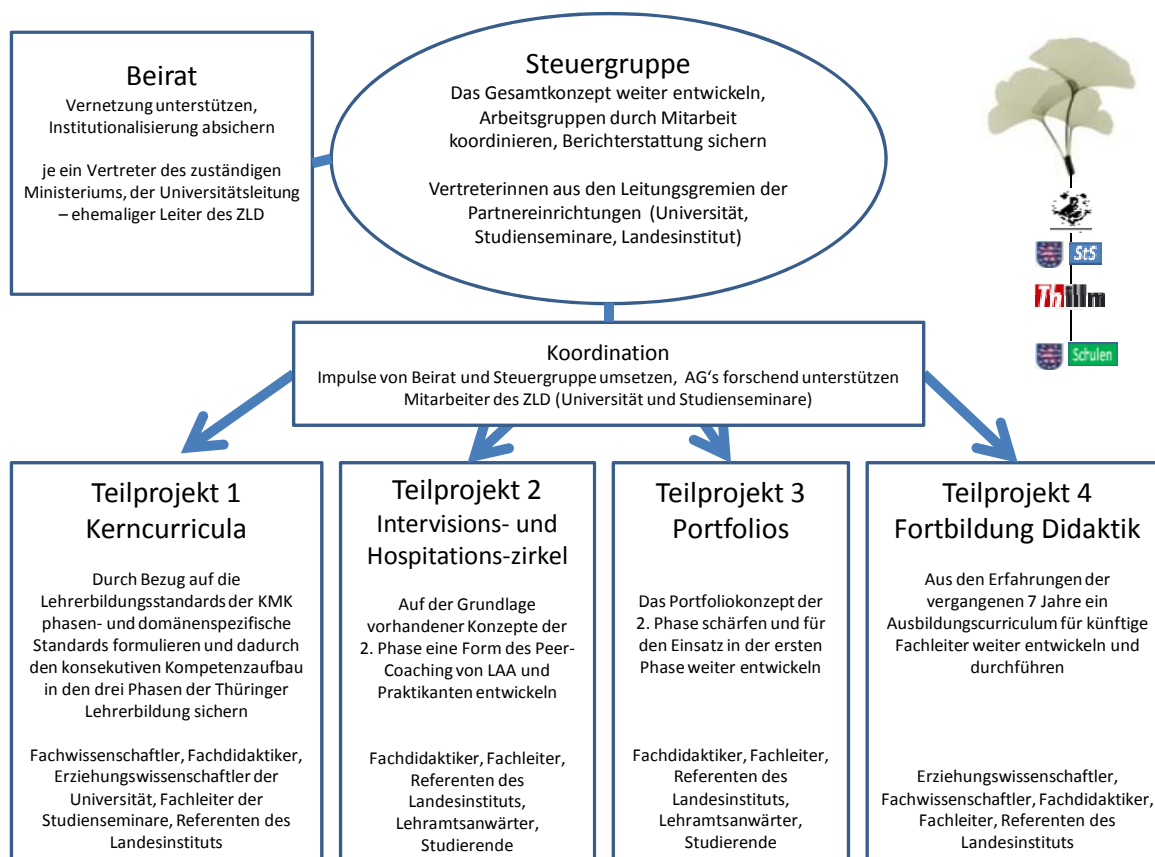 Beirat
Vernetzung unterstützen,
Institutionalisierung absichern
je ein Vertreter des zuständigen
Ministeriums, der Universitätsleitung
– ehemaliger Leiter des ZLD
Steuergruppe
Das Gesamtkonzept weiter entwickeln,
Arbeitsgruppen durch Mitarbeit
koordinieren, Berichterstattung sichern
Vertreterinnen aus den Leitungsgremien der
Partnereinrichtungen (Universität,
Studienseminare, Landesinstitut)
StS
Thillm
Schulen
Koordination
Impulse von Beirat und Steuergruppe umsetzen, AG‘s forschend unterstützen
Mitarbeiter des ZLD (Universität und Studienseminare)
Teilprojekt 1
Kerncurricula
Durch Bezug auf die
Lehrerbildungsstandards der KMK
phasen- und domänenspezifische
Standards formulieren und dadurch
den konsekutiven Kompetenzaufbau
in den drei Phasen der Thüringer
Lehrerbildung sichern
Fachwissenschaftler, Fachdidaktiker,
Erziehungswissenschaftler der
Universität, Fachleiter der
Studienseminare, Referenten des
Landesinstituts
Teilprojekt 2
Intervisions- und
Hospitations-zirkel
Auf der Grundlage
vorhandener Konzepte der
2. Phase eine Form des Peer-
Coaching von LAA und
Praktikanten entwickeln
Fachdidaktiker, Fachleiter,
Referenten des
Landesinstituts,
Lehramtsanwärter,
Studierende
Teilprojekt 3
Portfolios
Das Portfoliokonzept der
2. Phase schärfen und für
den Einsatz in der ersten
Phase weiter entwickeln
Fachdidaktiker, Fachleiter,
Referenten des
Landesinstituts,
Lehramtsanwärter,
Studierende
Teilprojekt 4
Fortbildung Didaktik
Aus den Erfahrungen der
vergangenen 7 Jahre ein
Ausbildungscurriculum für künftige
Fachleiter weiter entwickeln und
durchführen
Erziehungswissenschaftler,
Fachwissenschaftler, Fachdidaktiker,
Fachleiter, Referenten des
Landesinstituts